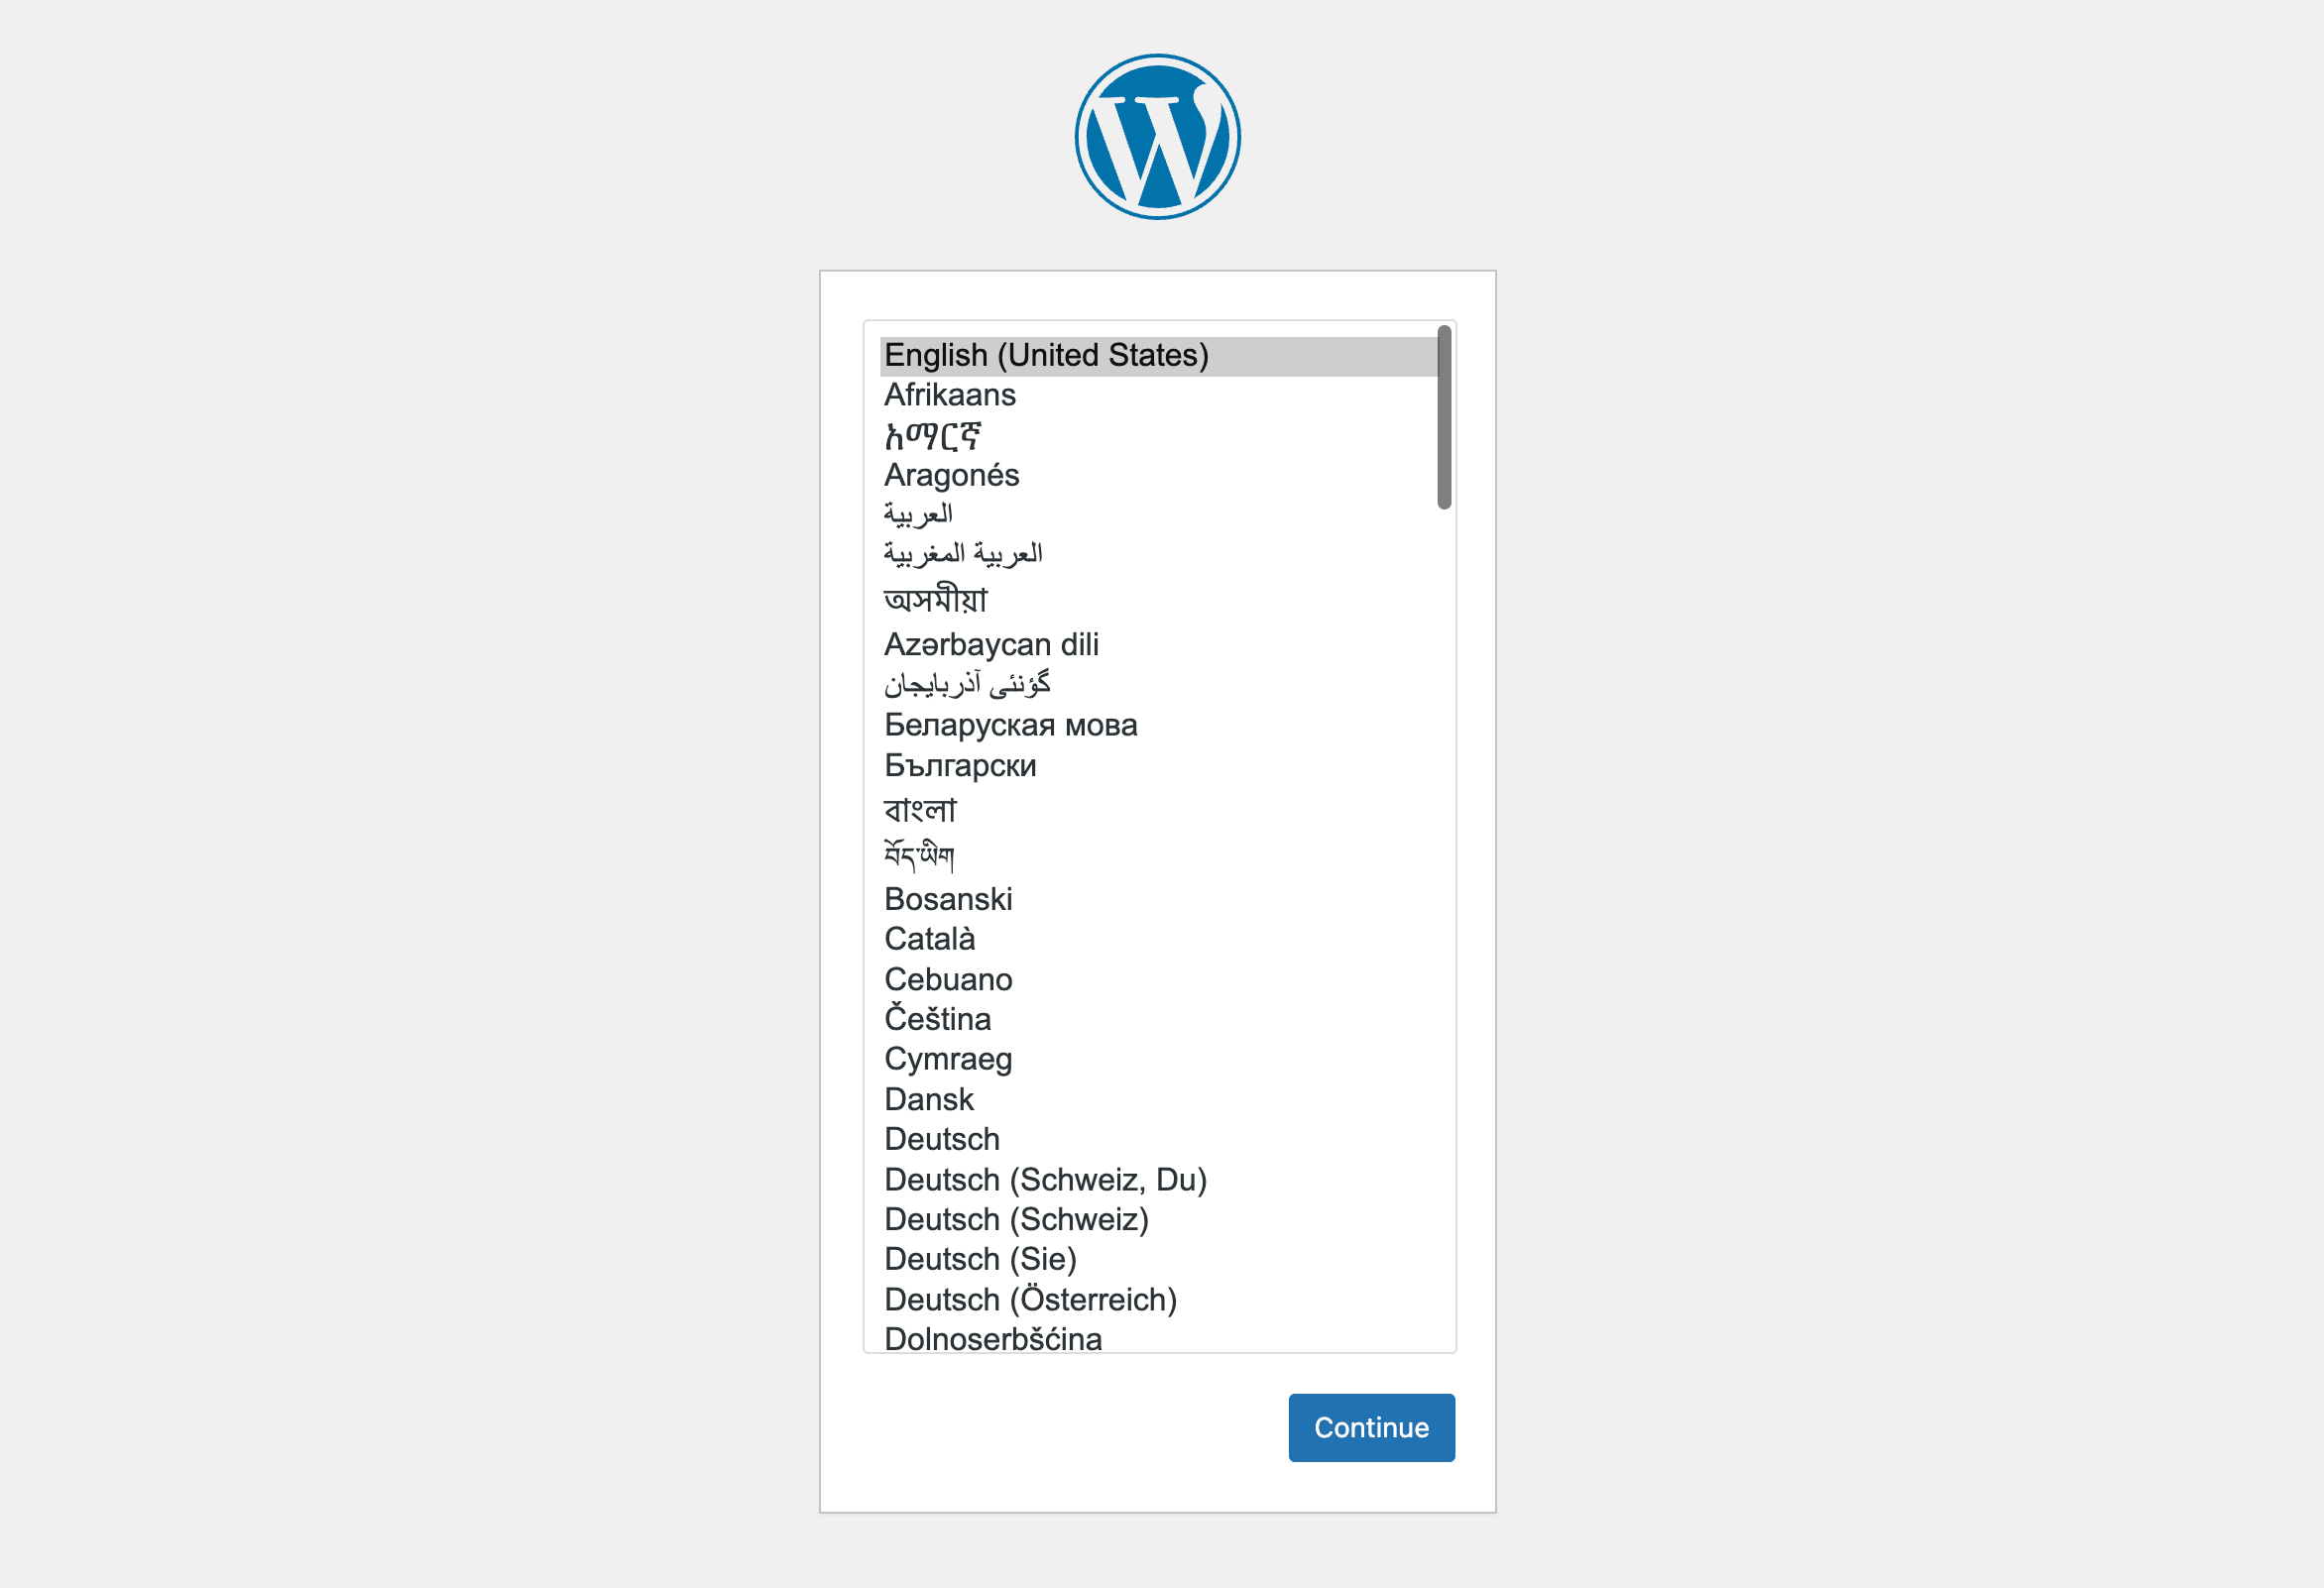 English (United States)
Afrikaans
አማርኛ
Aragonés
العربية
العربية المغربية
অসমীয়া
Azərbaycan dili
گؤنئی آذربایجان
Беларуская мова
Български
বাংলা
བོད་ཡིག
Bosanski
Català
Cebuano
Čeština
Cymraeg
Dansk
Deutsch
Deutsch (Schweiz, Du)
Deutsch (Schweiz)
Deutsch (Sie)
Deutsch (Österreich)
Dolnoserbšćina
Continue